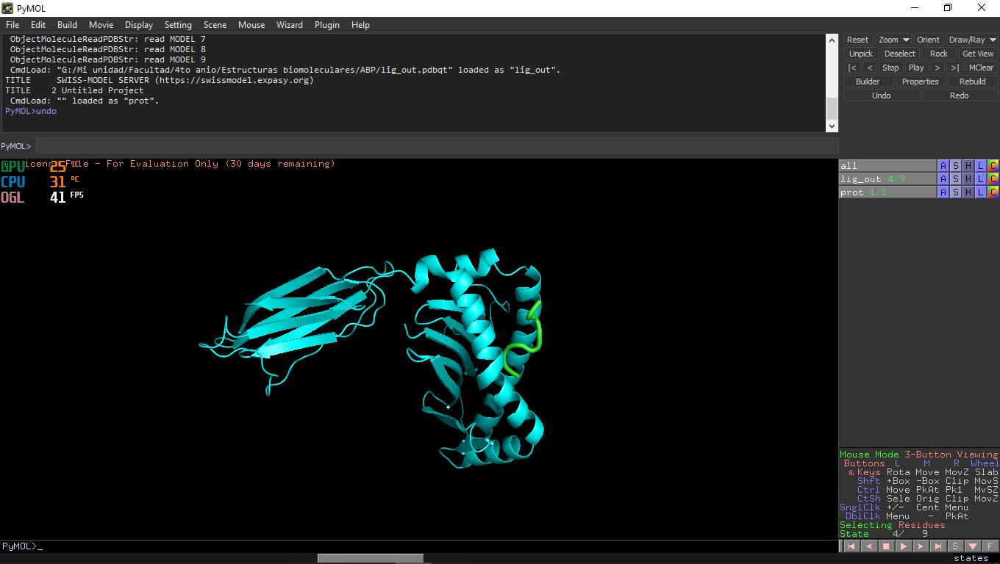 PyMOL
File Edit Build Movie Display Setting Scene Mouse Wizard Plugin Help
ObjectMoleculeReadPDBStr: read MODEL 7
ObjectMoleculeReadPDBStr: read MODEL 8
ObjectMoleculeReadPDBStr: read MODEL 9
CmdLoad: "G:/Mi unidad/Facultad/4to anio/Estructuras biomoleculares/ABP/lig_out.pdbqt" loaded as "lig_out".
TITLE SWISS-MODEL SERVER (https://swissmodel.expasy.org)
TITLE 2 Untitled Project
CmdLoad: "" loaded as "prot".
PyMOL>undo
PyMOL>
Reset Zoom Orient Draw/Ray
Unpick Deselect Rock Get View
|< < Stop Play > >| MClear
Builder Properties Rebuild
Undo Redo
File - For Evaluation Only (30 days remaining)
GPU 25 °C
CPU 31 °C
OGL 41 FPS
all A S H L C
lig_out 4/9 A S H L C
prot 1/1 A S H L C
Mouse Mode 3-Button Viewing
Buttons L M R Wheel
& Keys Rota Move MovZ Slab
Shft +Box -Box Clip MovS
Ctrl Move PkAt Pk1 MvSZ
CtSh Sele Orig Clip MovZ
SnglClk +/- Cent Menu
DblClk Menu - PkAt
Selecting Residues
State 4/ 9
S F
PyMOL>_
states